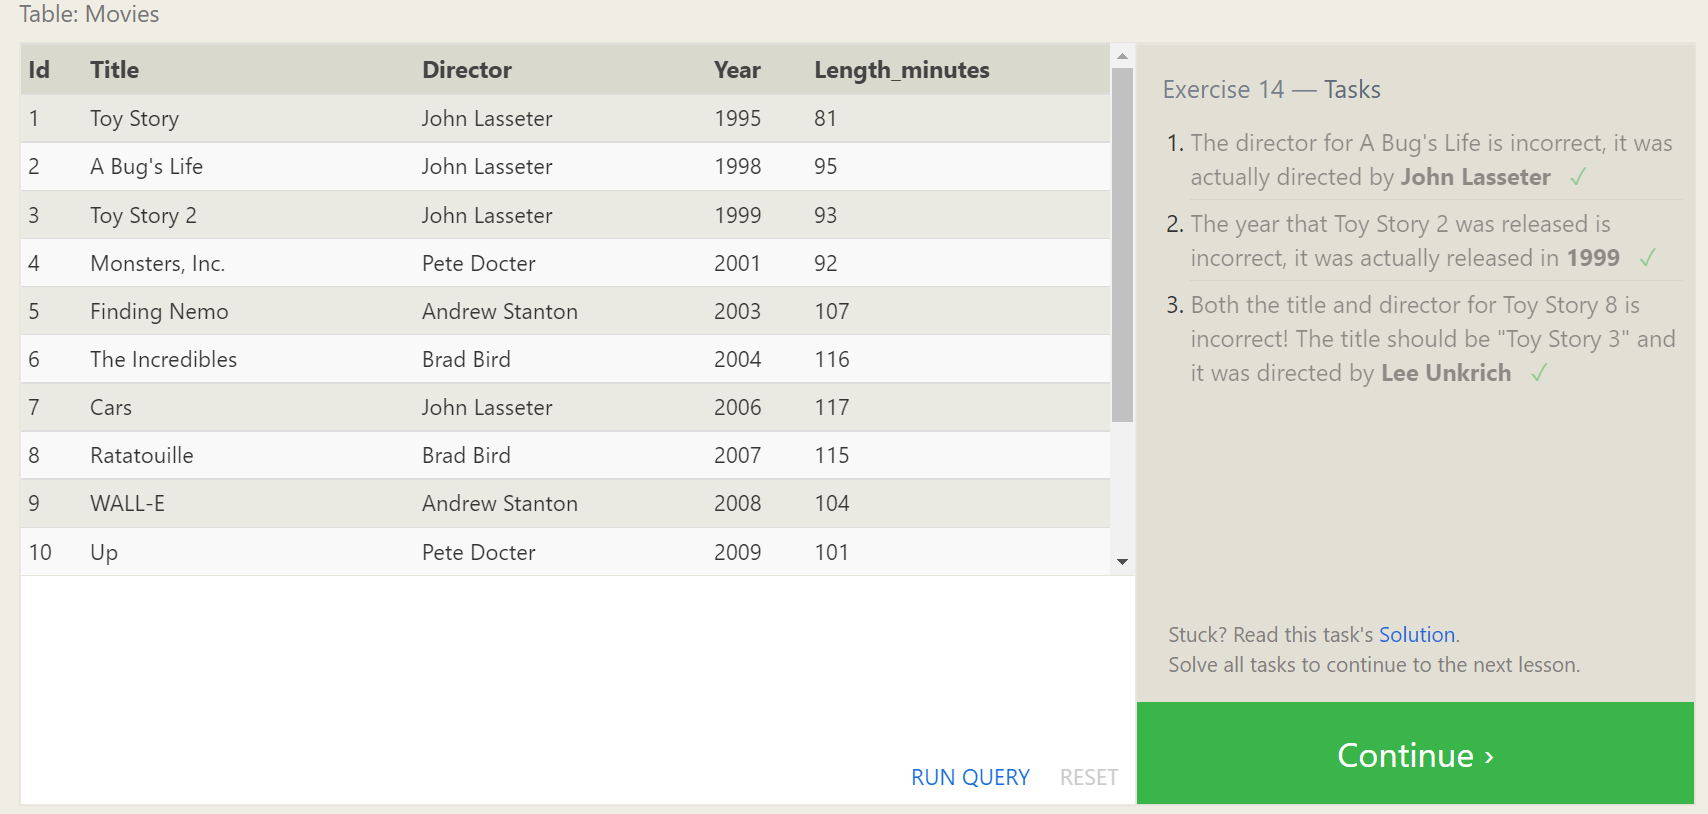 Table: Movies
Id Title Director Year Length_minutes
1 Toy Story John Lasseter 1995 81
2 A Bug's Life John Lasseter 1998 95
3 Toy Story 2 John Lasseter 1999 93
4 Monsters, Inc. Pete Docter 2001 92
5 Finding Nemo Andrew Stanton 2003 107
6 The Incredibles Brad Bird 2004 116
7 Cars John Lasseter 2006 117
8 Ratatouille Brad Bird 2007 115
9 WALL-E Andrew Stanton 2008 104
10 Up Pete Docter 2009 101
RUN QUERY RESET
Exercise 14 — Tasks
1. The director for A Bug's Life is incorrect, it was
actually directed by John Lasseter ✓
2. The year that Toy Story 2 was released is
incorrect, it was actually released in 1999 ✓
3. Both the title and director for Toy Story 8 is
incorrect! The title should be "Toy Story 3" and
it was directed by Lee Unkrich ✓
Stuck? Read this task's Solution.
Solve all tasks to continue to the next lesson.
Continue ›